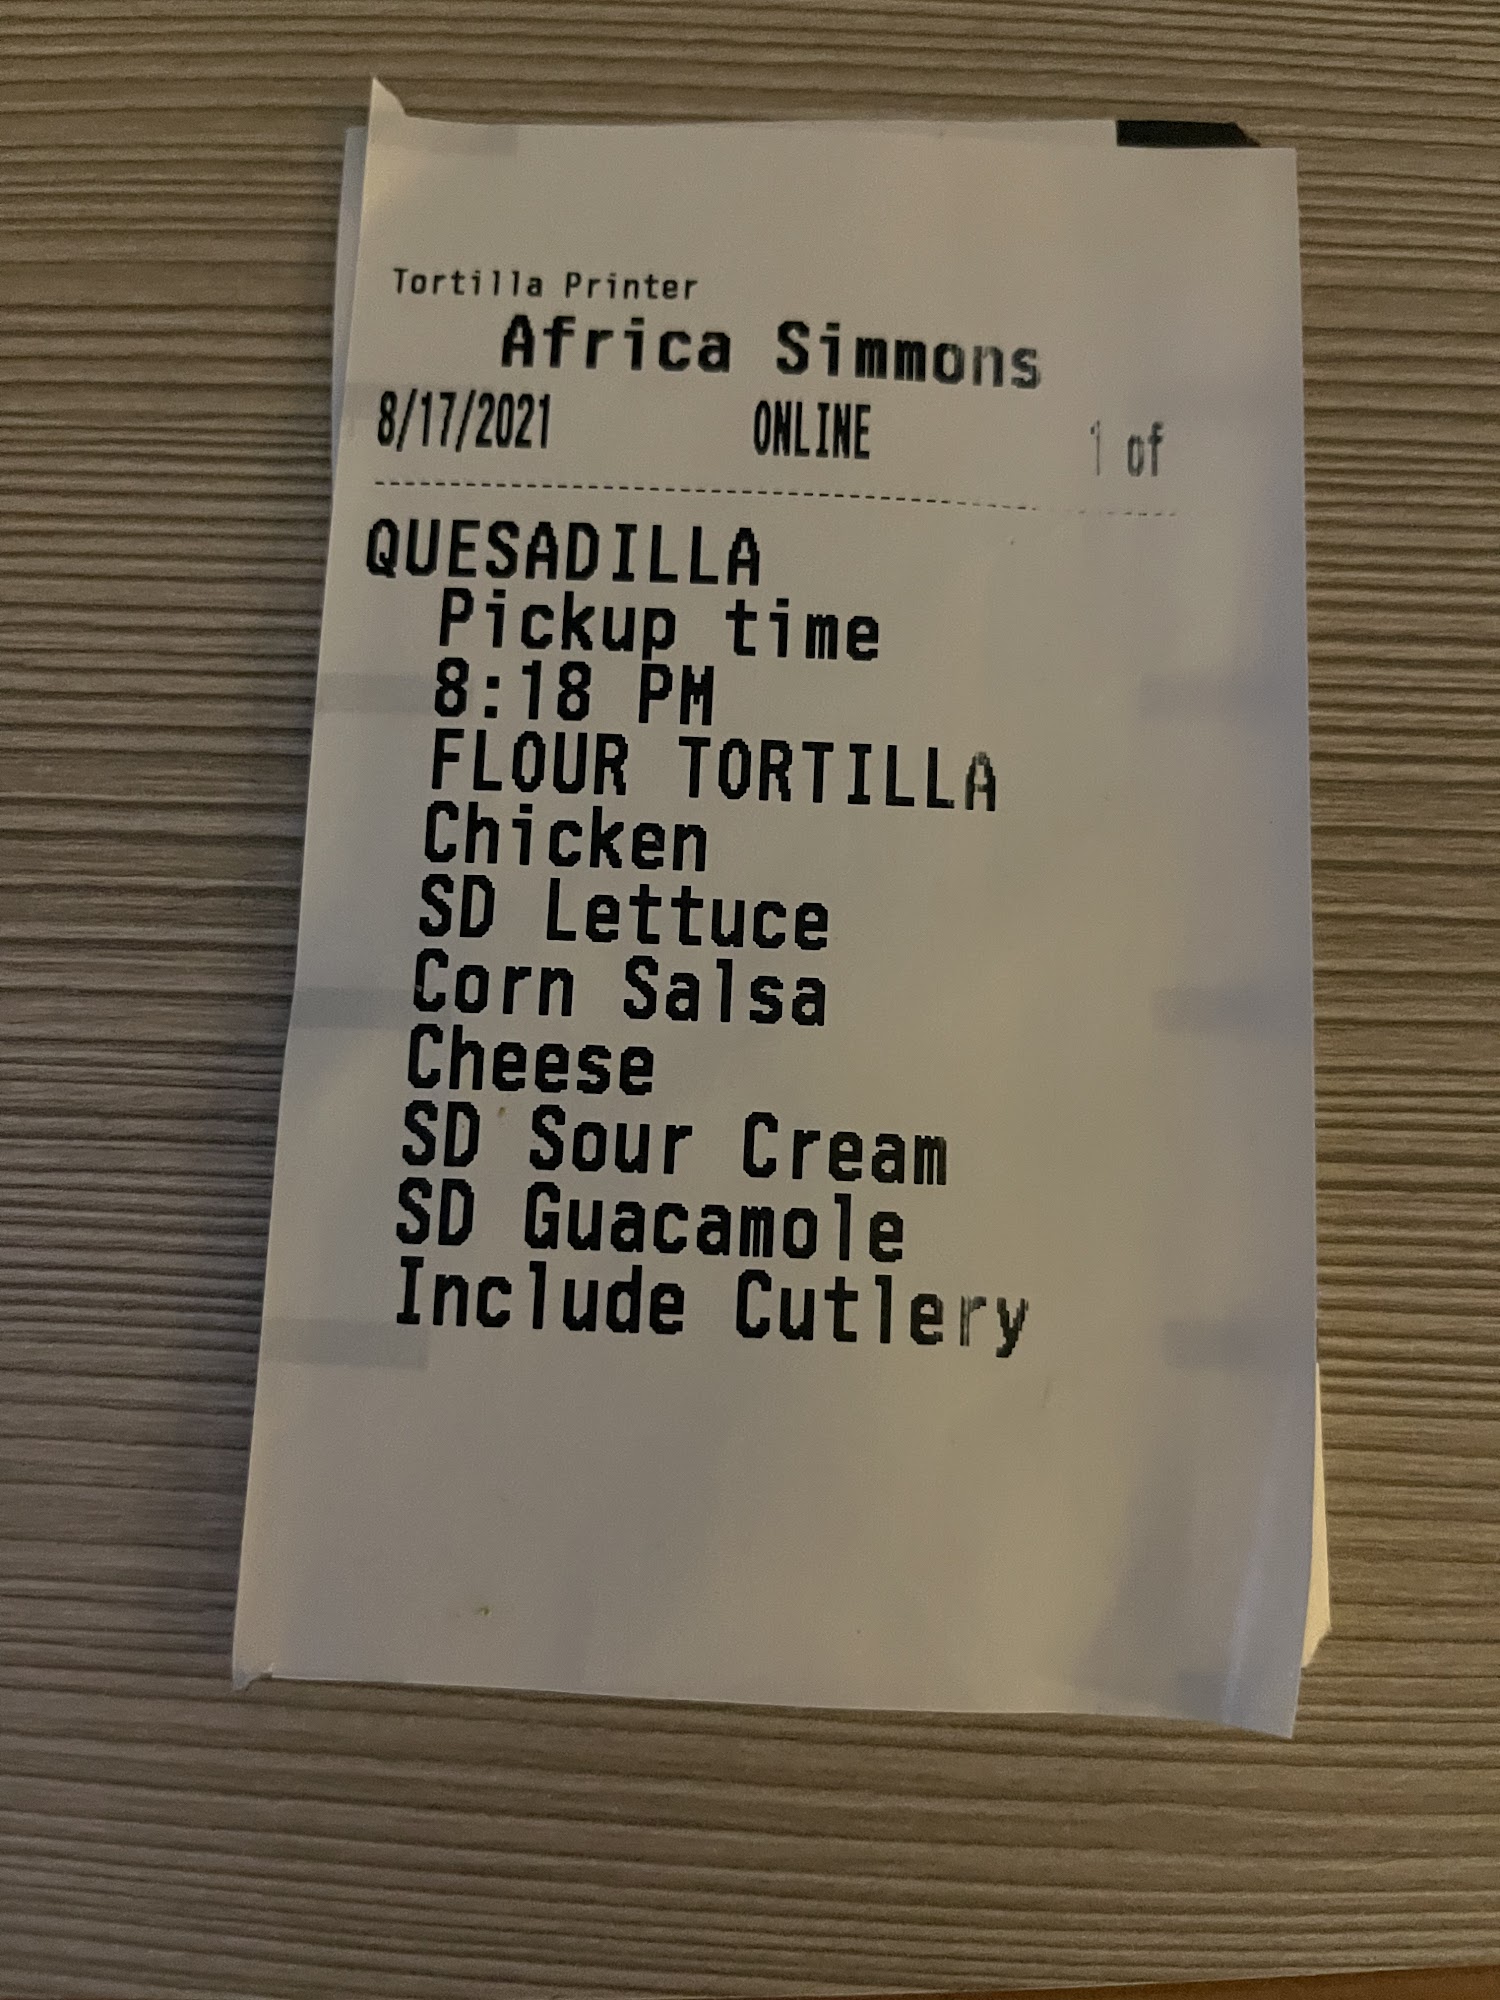 Tortilla Printer
Africa Simmons
8/17/2021 ONLINE 1 of
QUESADILLA
Pickup time
8:18 PM
FLOUR TORTILLA
Chicken
SD Lettuce
Corn Salsa
Cheese
SD Sour Cream
SD Guacamole
Include Cutlery